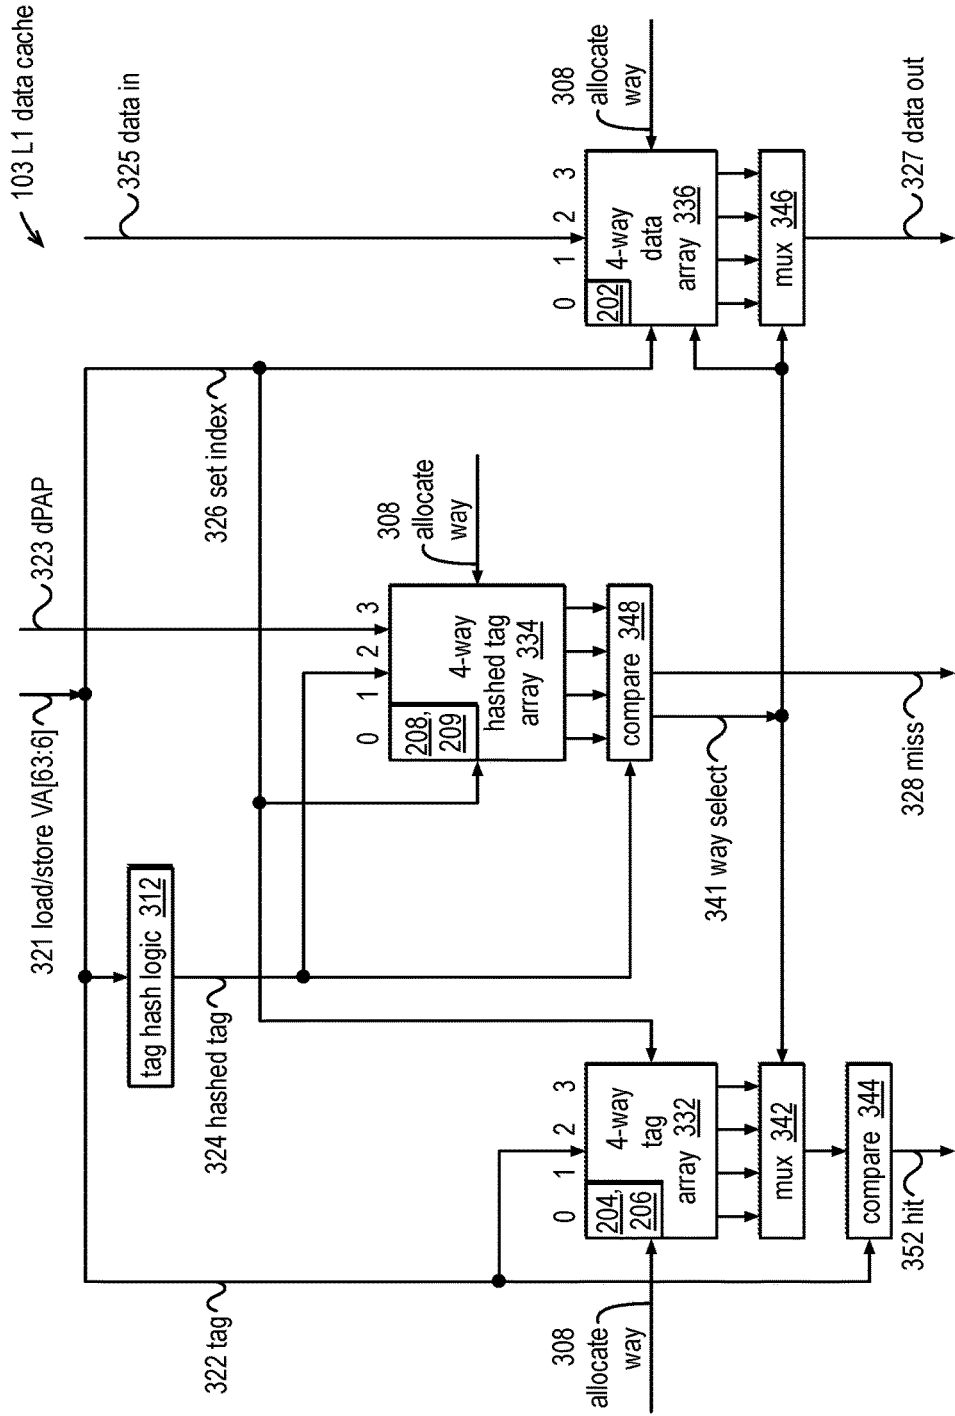 103 L1 data cache
321 load/store VA[63:6]
323 dPAP
325 data in
tag hash logic 312
322 tag
324 hashed tag
326 set index
308
allocate
way
0 1 2 3
204,
206
4-way
tag
array 332
mux 342
compare 344
352 hit
308
allocate
way
0 1 2 3
208,
209
4-way
hashed tag
array 334
compare 348
341 way select
328 miss
308
allocate
way
0 1 2 3
202
4-way
data
array 336
mux 346
327 data out